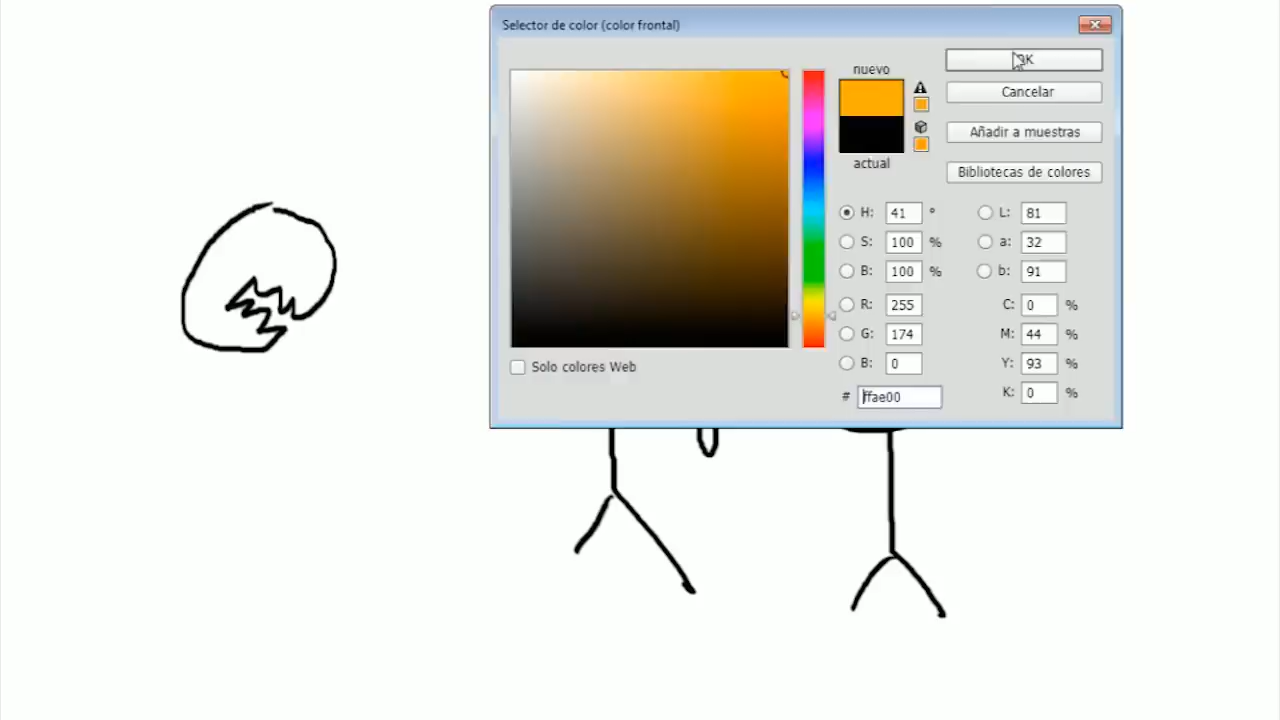 Selector de color (color frontal)
nuevo
actual
OK
Cancelar
Añadir a muestras
Bibliotecas de colores
H: 41 °
S: 100 %
B: 100 %
R: 255
G: 174
B: 0
# ffae00
L: 81
a: 32
b: 91
C: 0 %
M: 44 %
Y: 93 %
K: 0 %
Solo colores Web